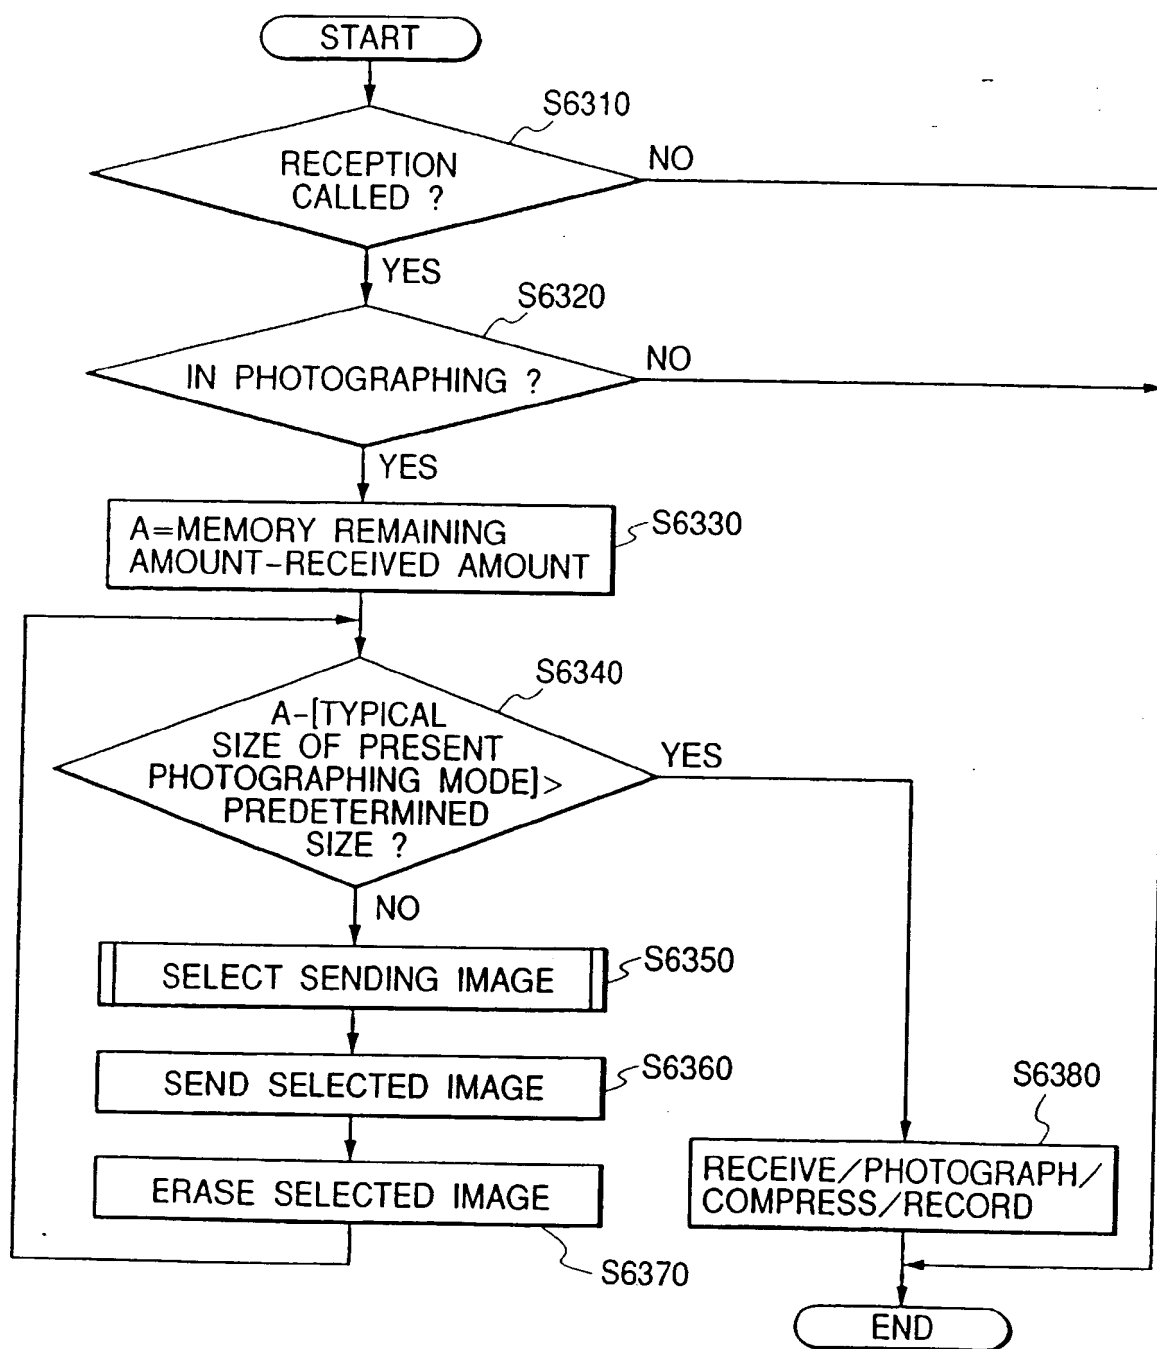 START
S6310
RECEPTION
CALLED ?
NO
YES
S6320
IN PHOTOGRAPHING ?
NO
YES
A=MEMORY REMAINING
AMOUNT-RECEIVED AMOUNT
S6330
S6340
A-[TYPICAL
SIZE OF PRESENT
PHOTOGRAPHING MODE]>
PREDETERMINED
SIZE ?
YES
NO
SELECT SENDING IMAGE
S6350
SEND SELECTED IMAGE
S6360
ERASE SELECTED IMAGE
S6370
S6380
RECEIVE/PHOTOGRAPH/
COMPRESS/RECORD
END